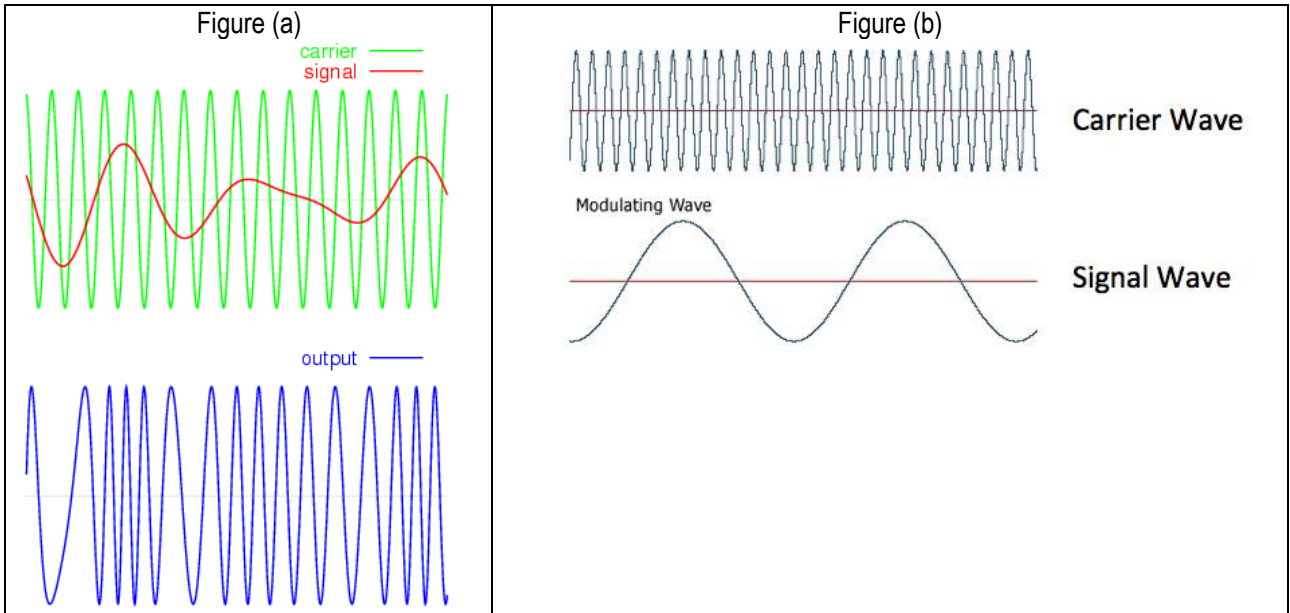 Figure (a)
carrier
signal
output
Figure (b)
Carrier Wave
Modulating Wave
Signal Wave